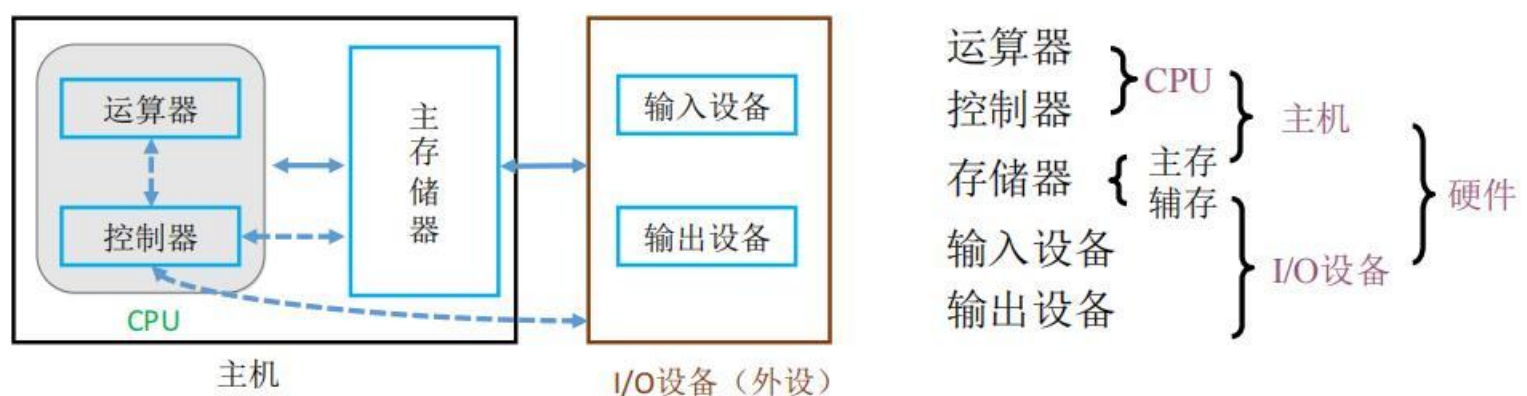 运算器
控制器
CPU
主机
主存储器
输入设备
输出设备
I/O设备（外设）
运算器
控制器
存储器
输入设备
输出设备
CPU
主存
辅存
主机
I/O设备
硬件